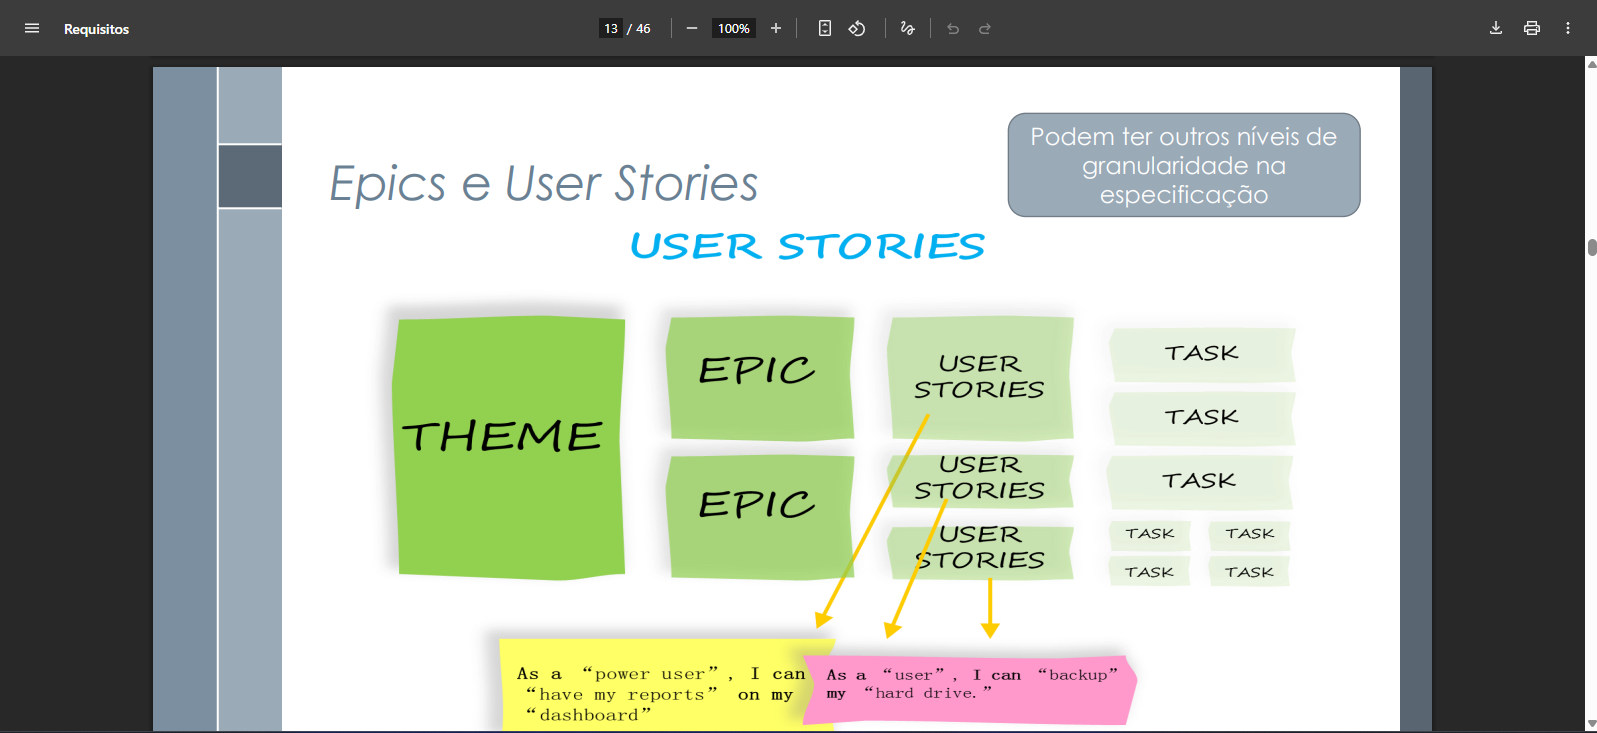 Requisitos
13 / 46
100%
Podem ter outros níveis de
granularidade na
especificação
Epics e User Stories
USER STORIES
THEME
EPIC
EPIC
USER
STORIES
USER
STORIES
USER
STORIES
TASK
TASK
TASK
TASK TASK
TASK TASK
As a “power user”, I can
“have my reports” on my
“dashboard”
As a “user”, I can “backup”
my “hard drive.”